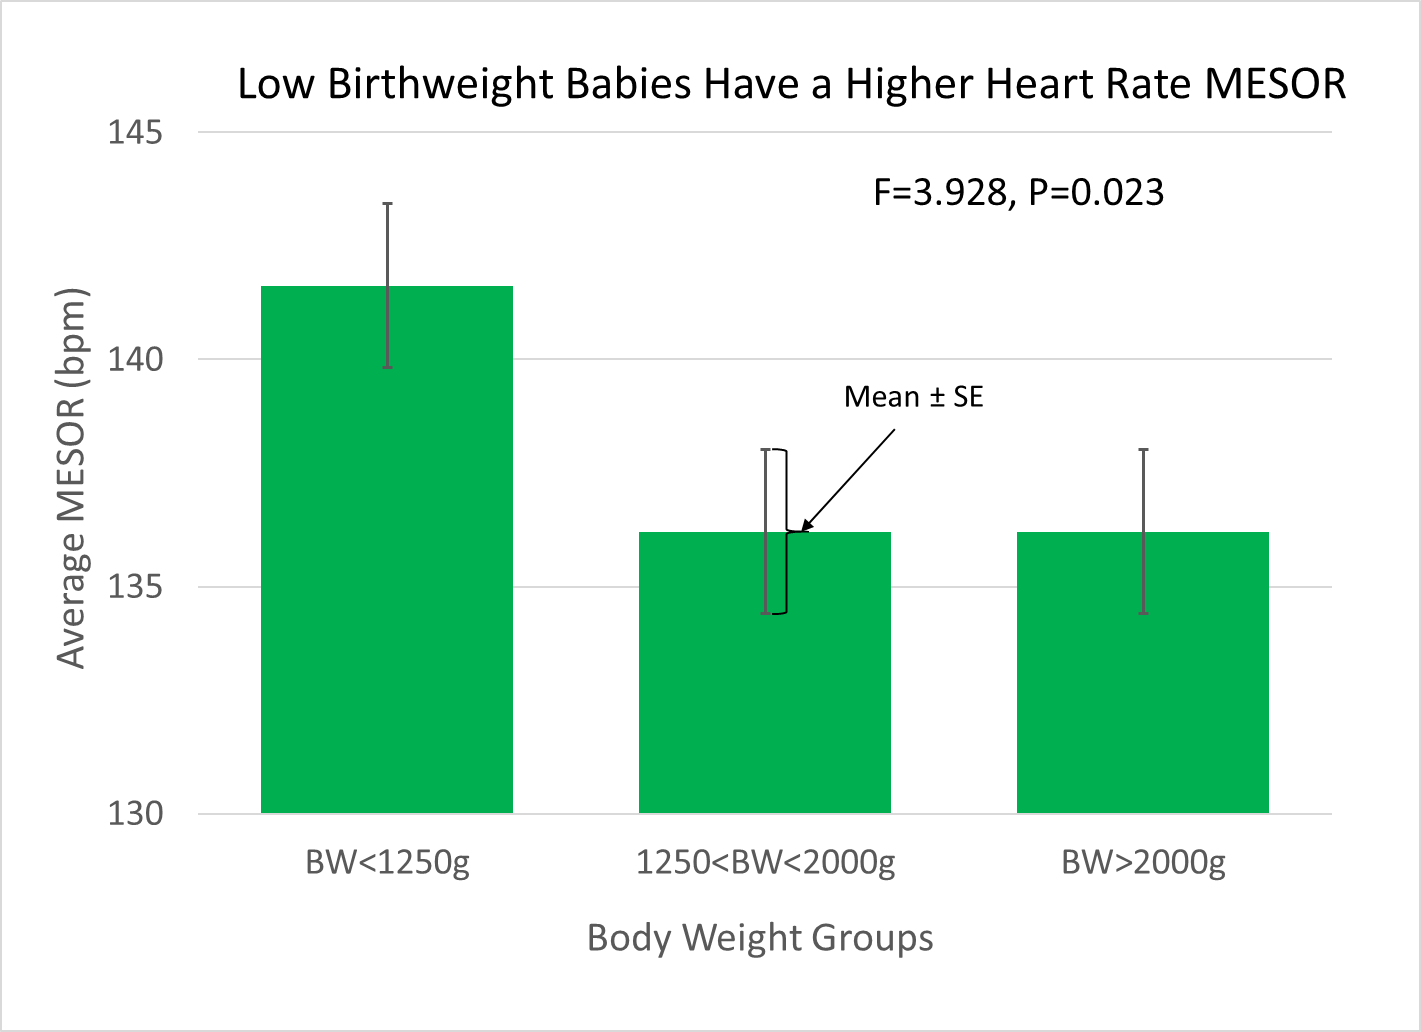 Low Birthweight Babies Have a Higher Heart Rate MESOR
145
F=3.928, P=0.023
140
Mean ± SE
135
130
Average MESOR (bpm)
BW<1250g
1250<BW<2000g
BW>2000g
Body Weight Groups